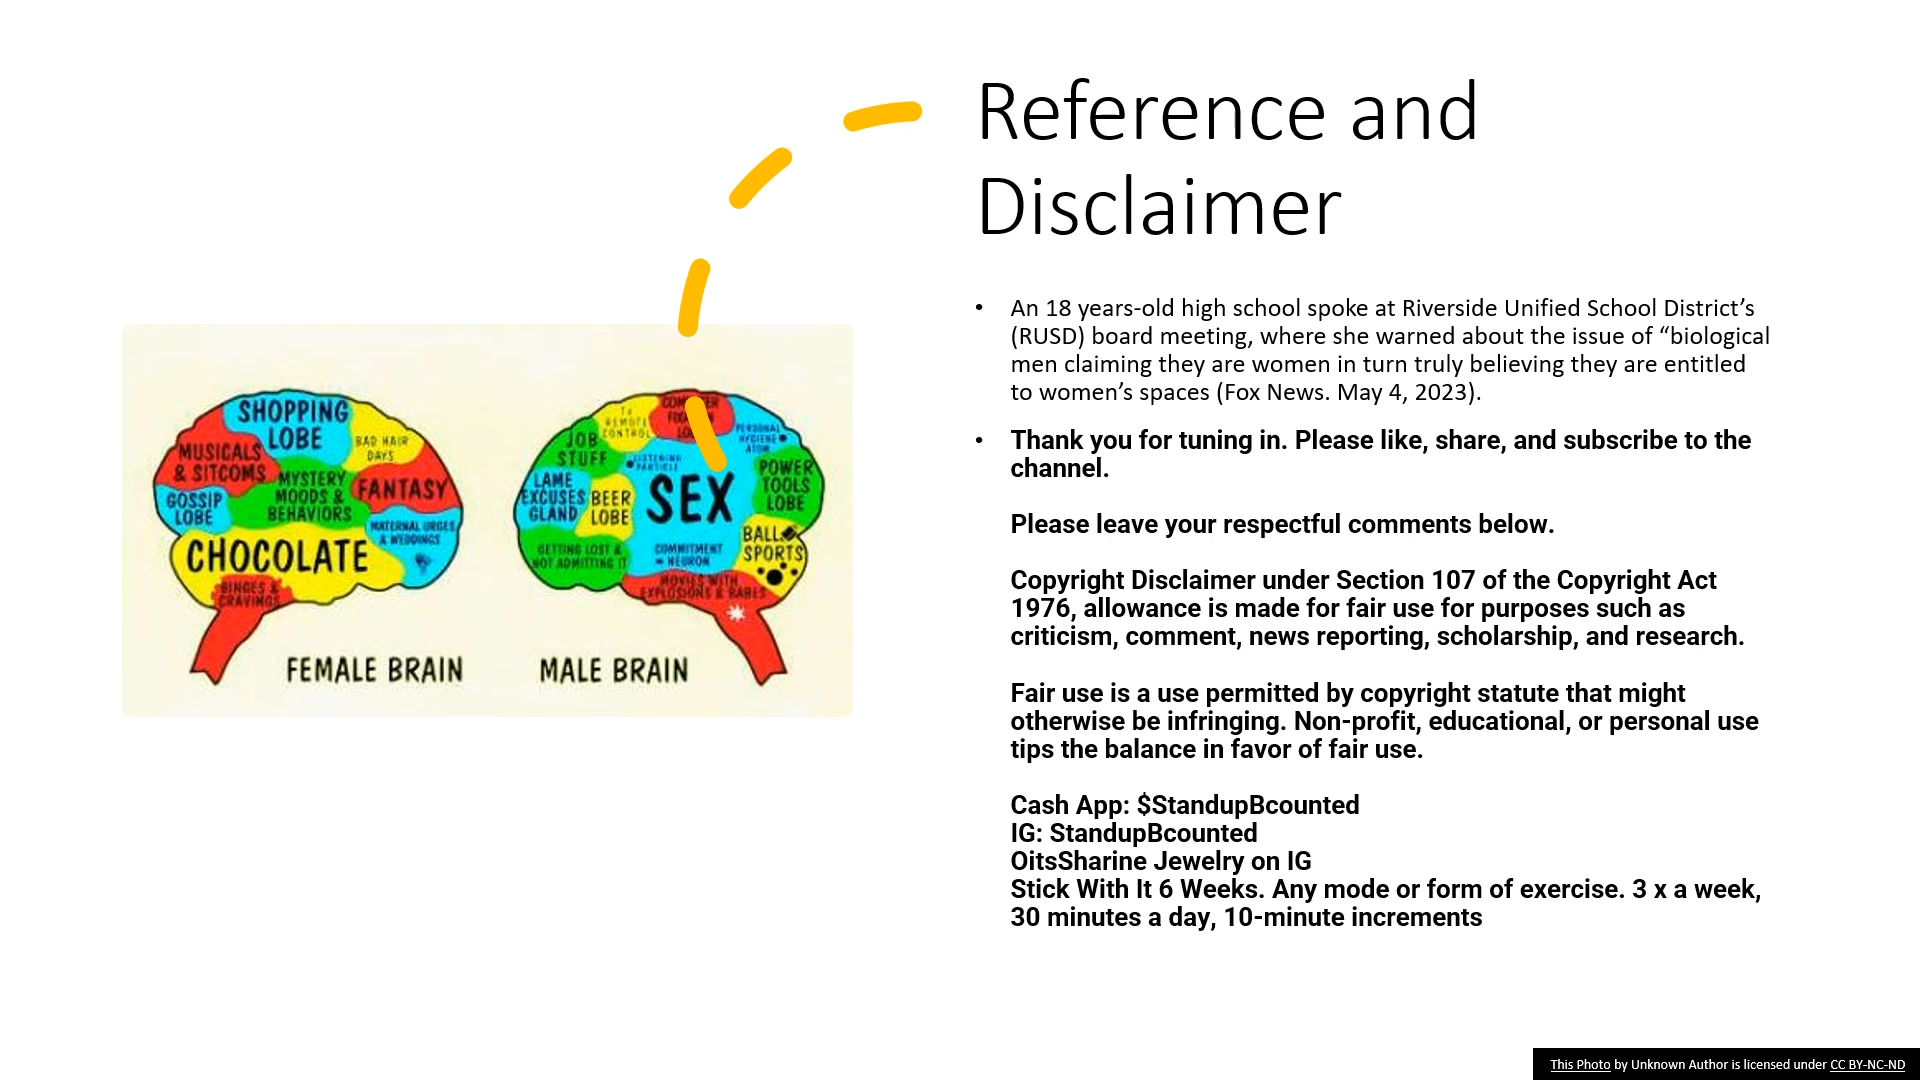 Reference and
Disclaimer
• An 18 years-old high school spoke at Riverside Unified School District’s
(RUSD) board meeting, where she warned about the issue of “biological
men claiming they are women in turn truly believing they are entitled
to women’s spaces (Fox News. May 4, 2023).
• Thank you for tuning in. Please like, share, and subscribe to the
channel.
Please leave your respectful comments below.
Copyright Disclaimer under Section 107 of the Copyright Act
1976, allowance is made for fair use for purposes such as
criticism, comment, news reporting, scholarship, and research.
Fair use is a use permitted by copyright statute that might
otherwise be infringing. Non-profit, educational, or personal use
tips the balance in favor of fair use.
Cash App: $StandupBcounted
IG: StandupBcounted
OitsSharine Jewelry on IG
Stick With It 6 Weeks. Any mode or form of exercise. 3 x a week,
30 minutes a day, 10-minute increments
SHOPPING
LOBE
BAD HAIR
DAYS
MUSICALS
& SITCOMS
MYSTERY
MOODS &
BEHAVIORS
FANTASY
GOSSIP
LOBE
MATERNAL URGES
& WEDDINGS
CHOCOLATE
BINGES &
CRAVINGS
FEMALE BRAIN
TV
REMOTE
CONTROL
PERSONAL
HYGIENE
ATOM
JOB
STUFF
LISTENING
PARTICLE
POWER
TOOLS
LOBE
LAME
EXCUSES
GLAND
BEER
LOBE
SEX
BALL
SPORTS
GETTING LOST &
NOT ADMITTING IT
COMMITMENT
NEURON
MOVIES WITH
EXPLOSIONS & BABES
MALE BRAIN
This Photo by Unknown Author is licensed under CC BY-NC-ND